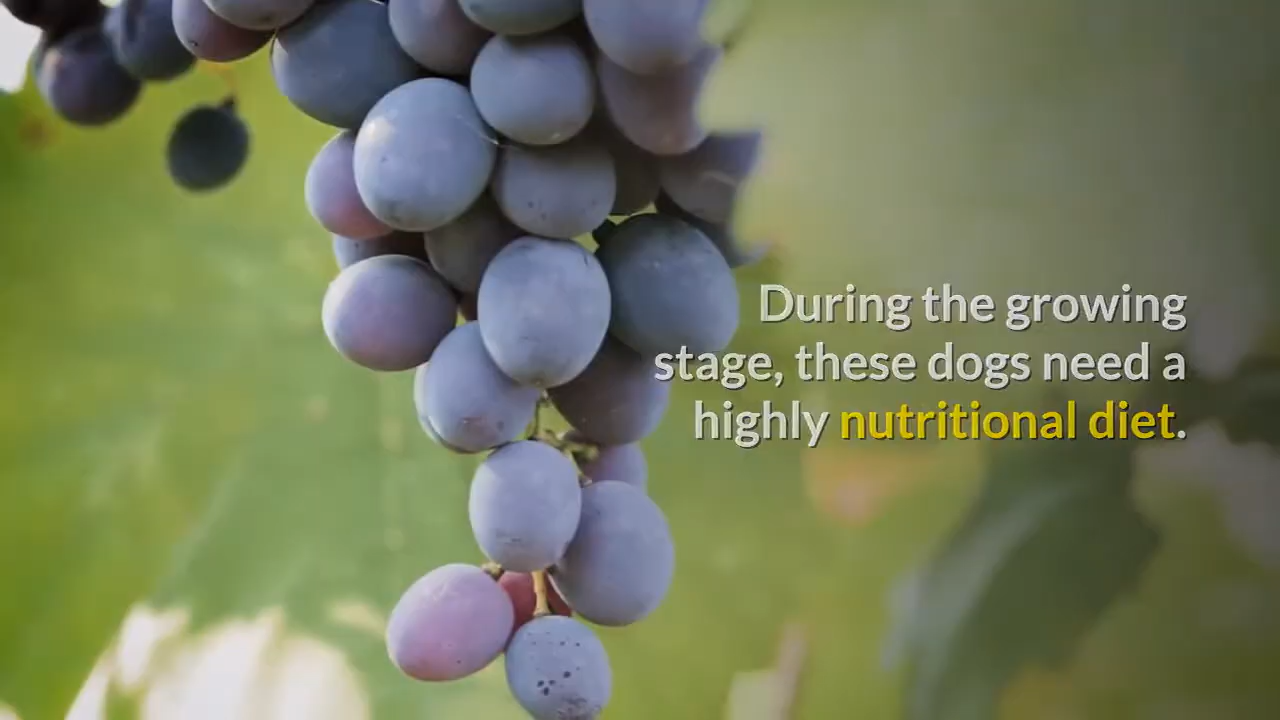 During the growing
stage, these dogs need a
highly nutritional diet.